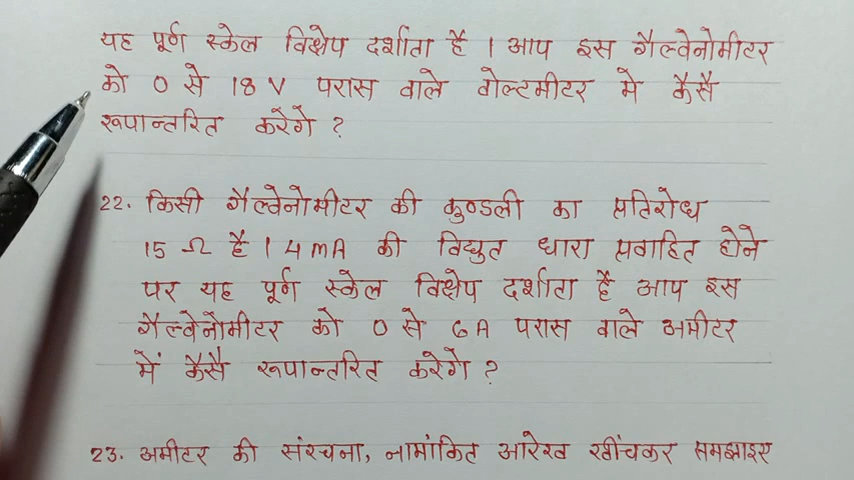 यह पूर्ण स्केल विक्षेप दर्शाता है । आप इस गैल्वेनोमीटर
को 0 से 18 V परास वाले वोल्टमीटर मे कैसै
रूपान्तरित करेगे ?
22. किसी गैल्वेनोमीटर की कुण्डली का प्रतिरोध
15 Ω है । 4 mA की विद्युत धारा प्रवाहित होने
पर यह पूर्ण स्केल विक्षेप दर्शाता है आप इस
गैल्वेनोमीटर को 0 से 6A परास वाले अमीटर
में कैसै रूपान्तरित करेगे ?
23. अमीटर की संरचना, नामांकित आरेख खींचकर समझाइए